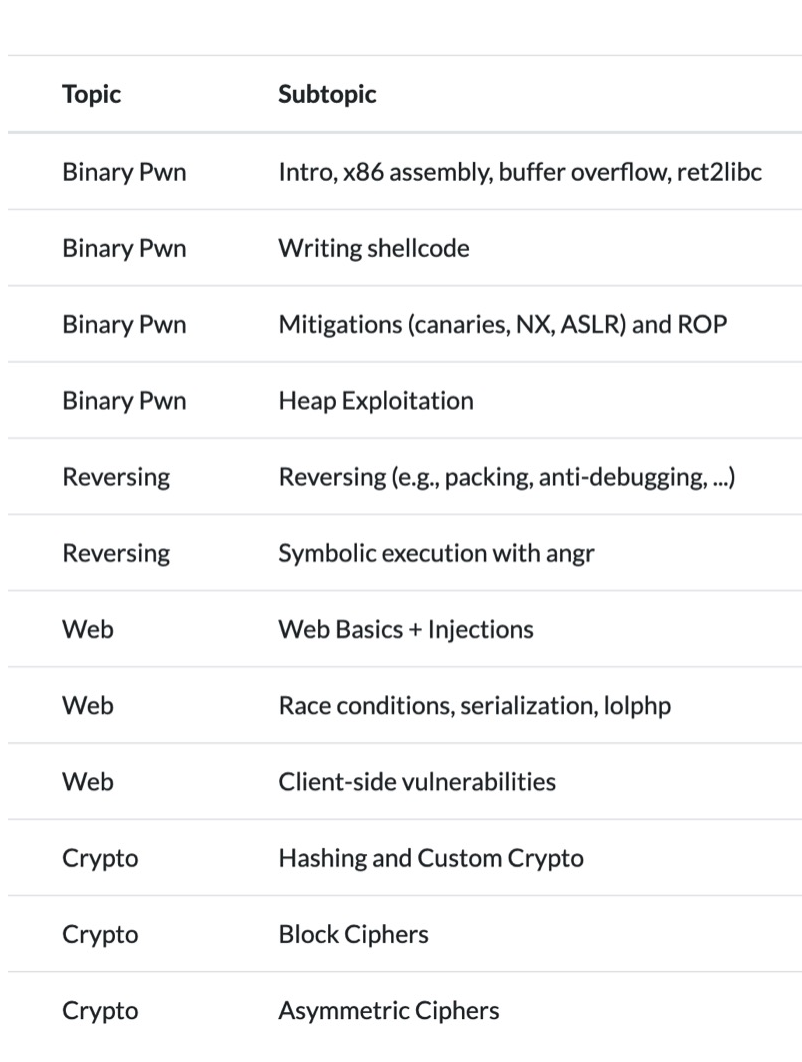 Topic Subtopic
Binary Pwn Intro, x86 assembly, buffer overflow, ret2libc
Binary Pwn Writing shellcode
Binary Pwn Mitigations (canaries, NX, ASLR) and ROP
Binary Pwn Heap Exploitation
Reversing Reversing (e.g., packing, anti-debugging, ...)
Reversing Symbolic execution with angr
Web Web Basics + Injections
Web Race conditions, serialization, lolphp
Web Client-side vulnerabilities
Crypto Hashing and Custom Crypto
Crypto Block Ciphers
Crypto Asymmetric Ciphers